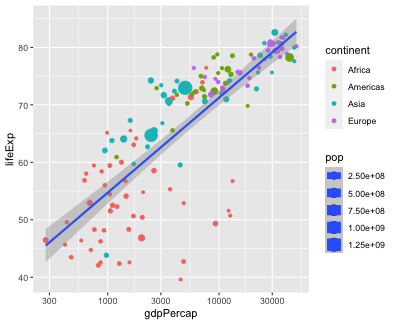 80
70
60
50
40
lifeExp
300
1000
3000
10000
30000
gdpPercap
continent
Africa
Americas
Asia
Europe
pop
2.50e+08
5.00e+08
7.50e+08
1.00e+09
1.25e+09